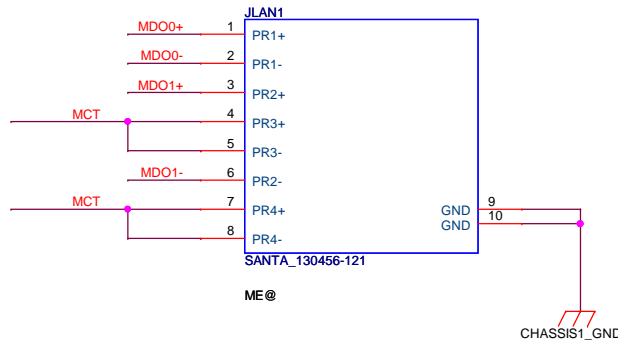 JLAN1
MDO0+ 1 PR1+
MDO0- 2 PR1-
MDO1+ 3 PR2+
MCT 4 PR3+
5 PR3-
MDO1- 6 PR2-
MCT 7 PR4+
GND 9
8 PR4-
GND 10
SANTA_130456-121
ME@
CHASSIS1_GND